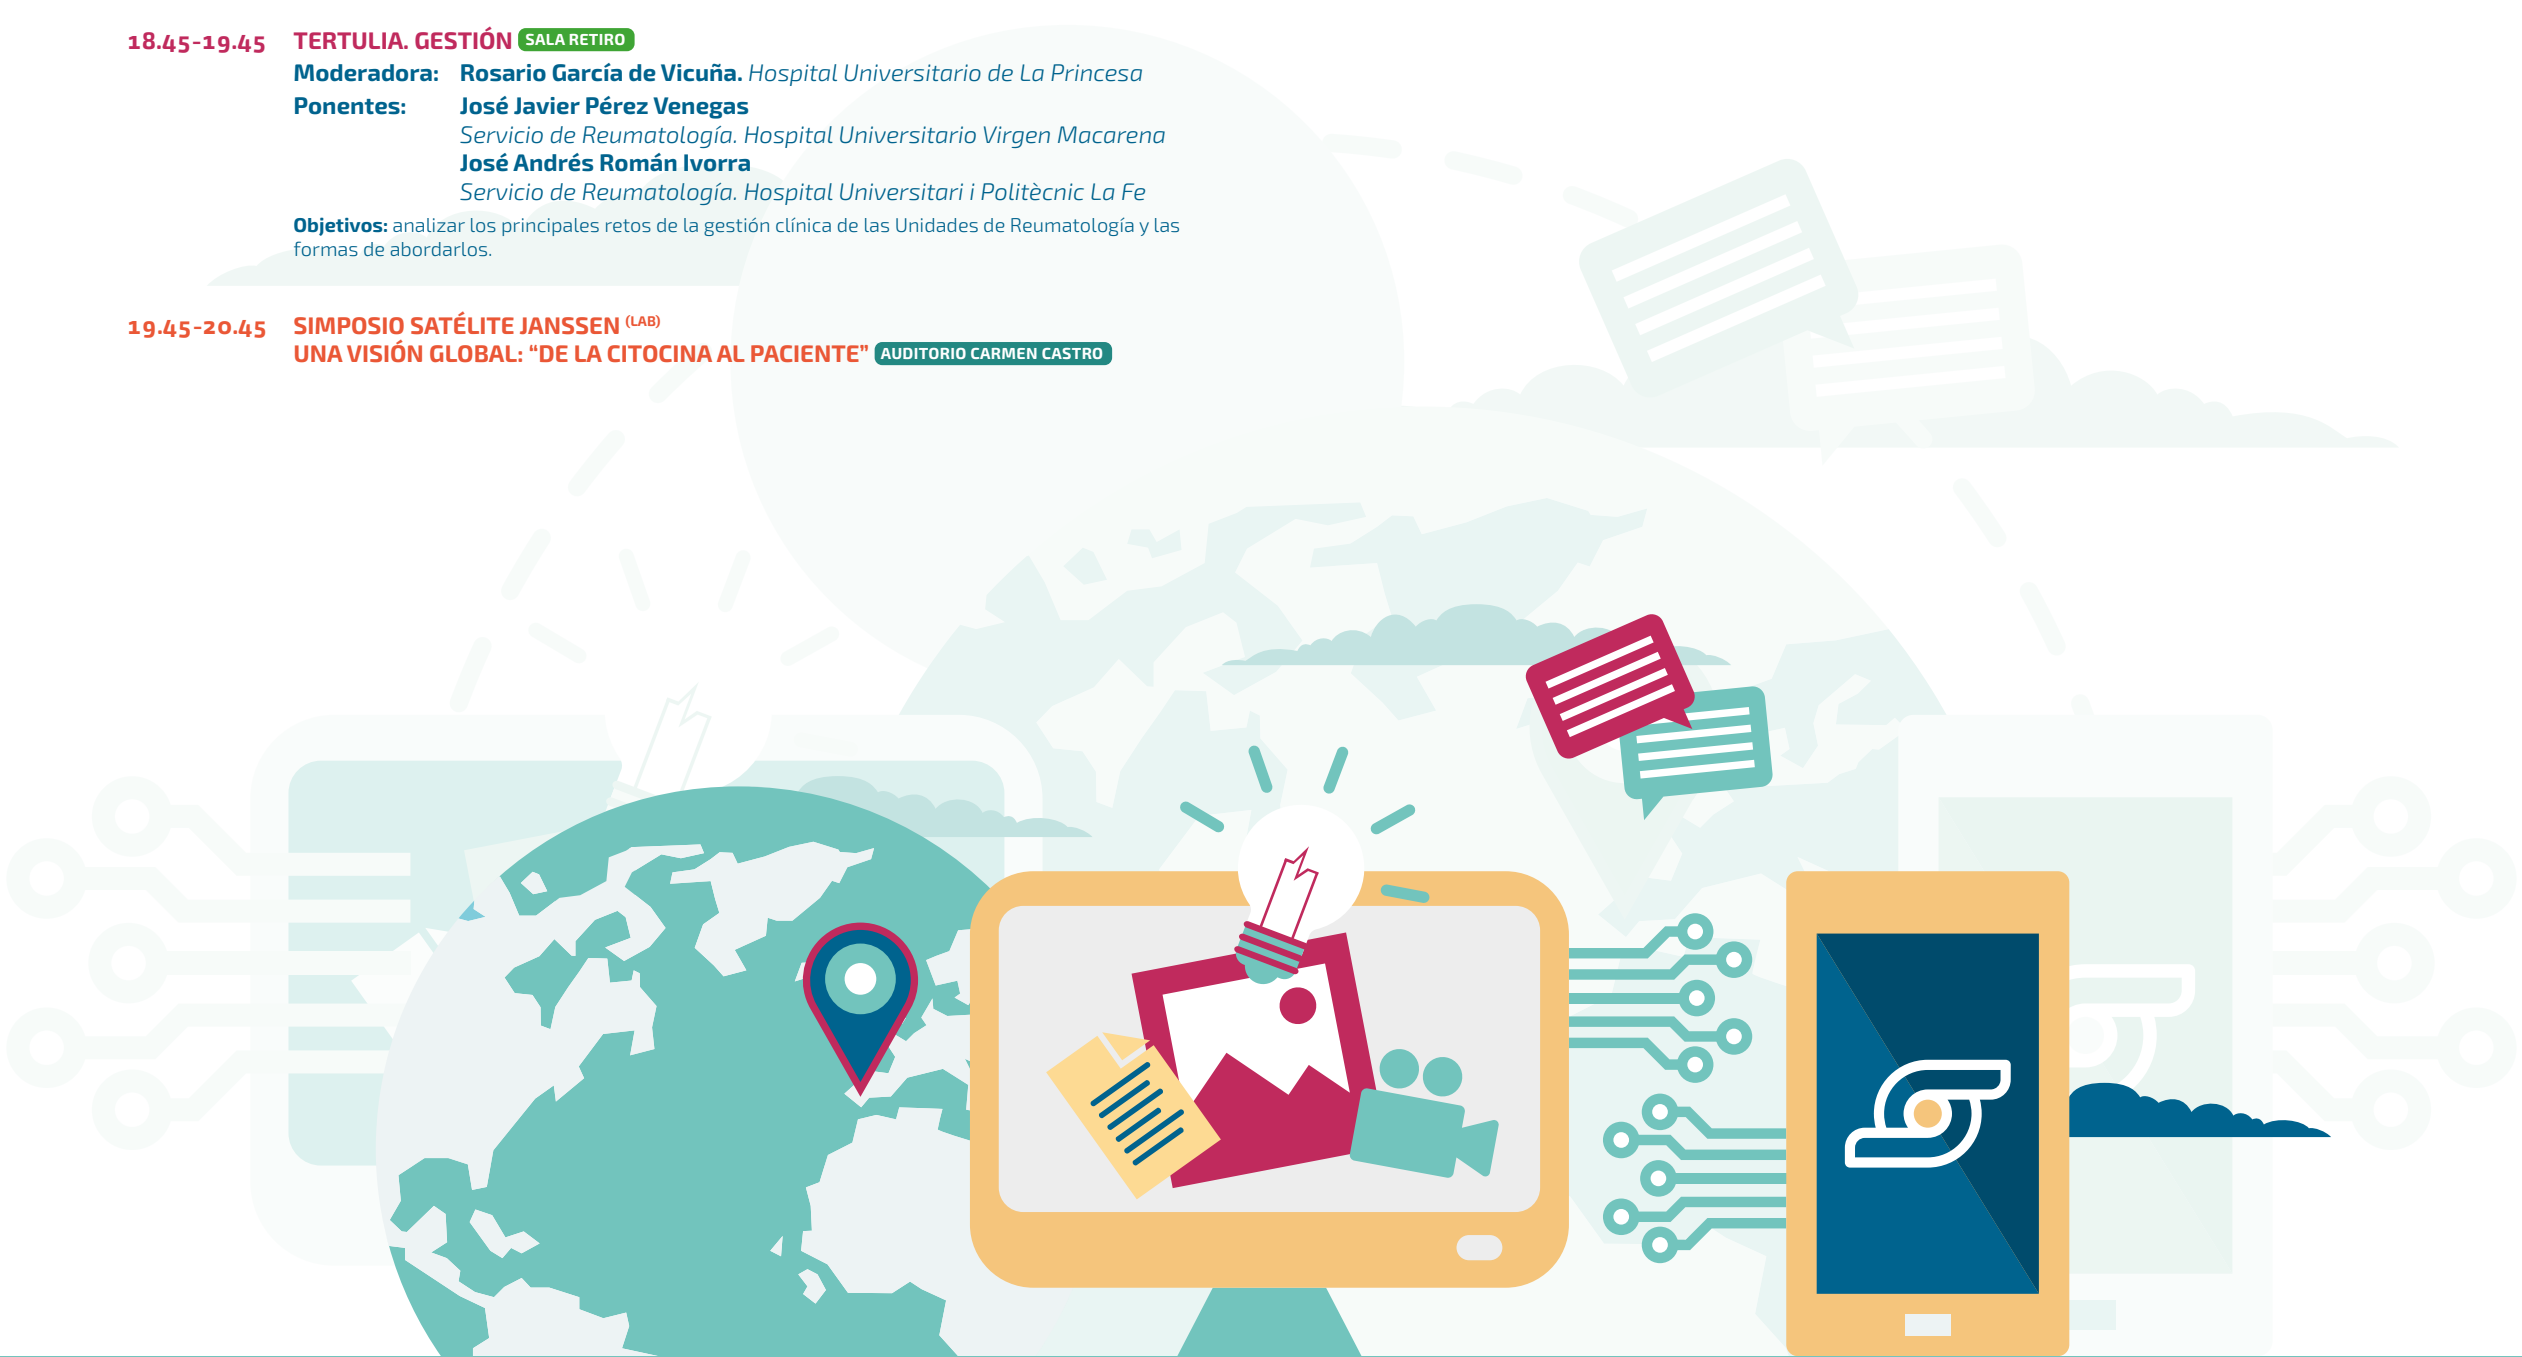 18.45-19.45 TERTULIA. GESTIÓN SALA RETIRO
Moderadora: Rosario García de Vicuña. Hospital Universitario de La Princesa
Ponentes: José Javier Pérez Venegas
Servicio de Reumatología. Hospital Universitario Virgen Macarena
José Andrés Román Ivorra
Servicio de Reumatología. Hospital Universitari i Politècnic La Fe
Objetivos: analizar los principales retos de la gestión clínica de las Unidades de Reumatología y las
formas de abordarlos.
19.45-20.45 SIMPOSIO SATÉLITE JANSSEN (LAB)
UNA VISIÓN GLOBAL: “DE LA CITOCINA AL PACIENTE” AUDITORIO CARMEN CASTRO